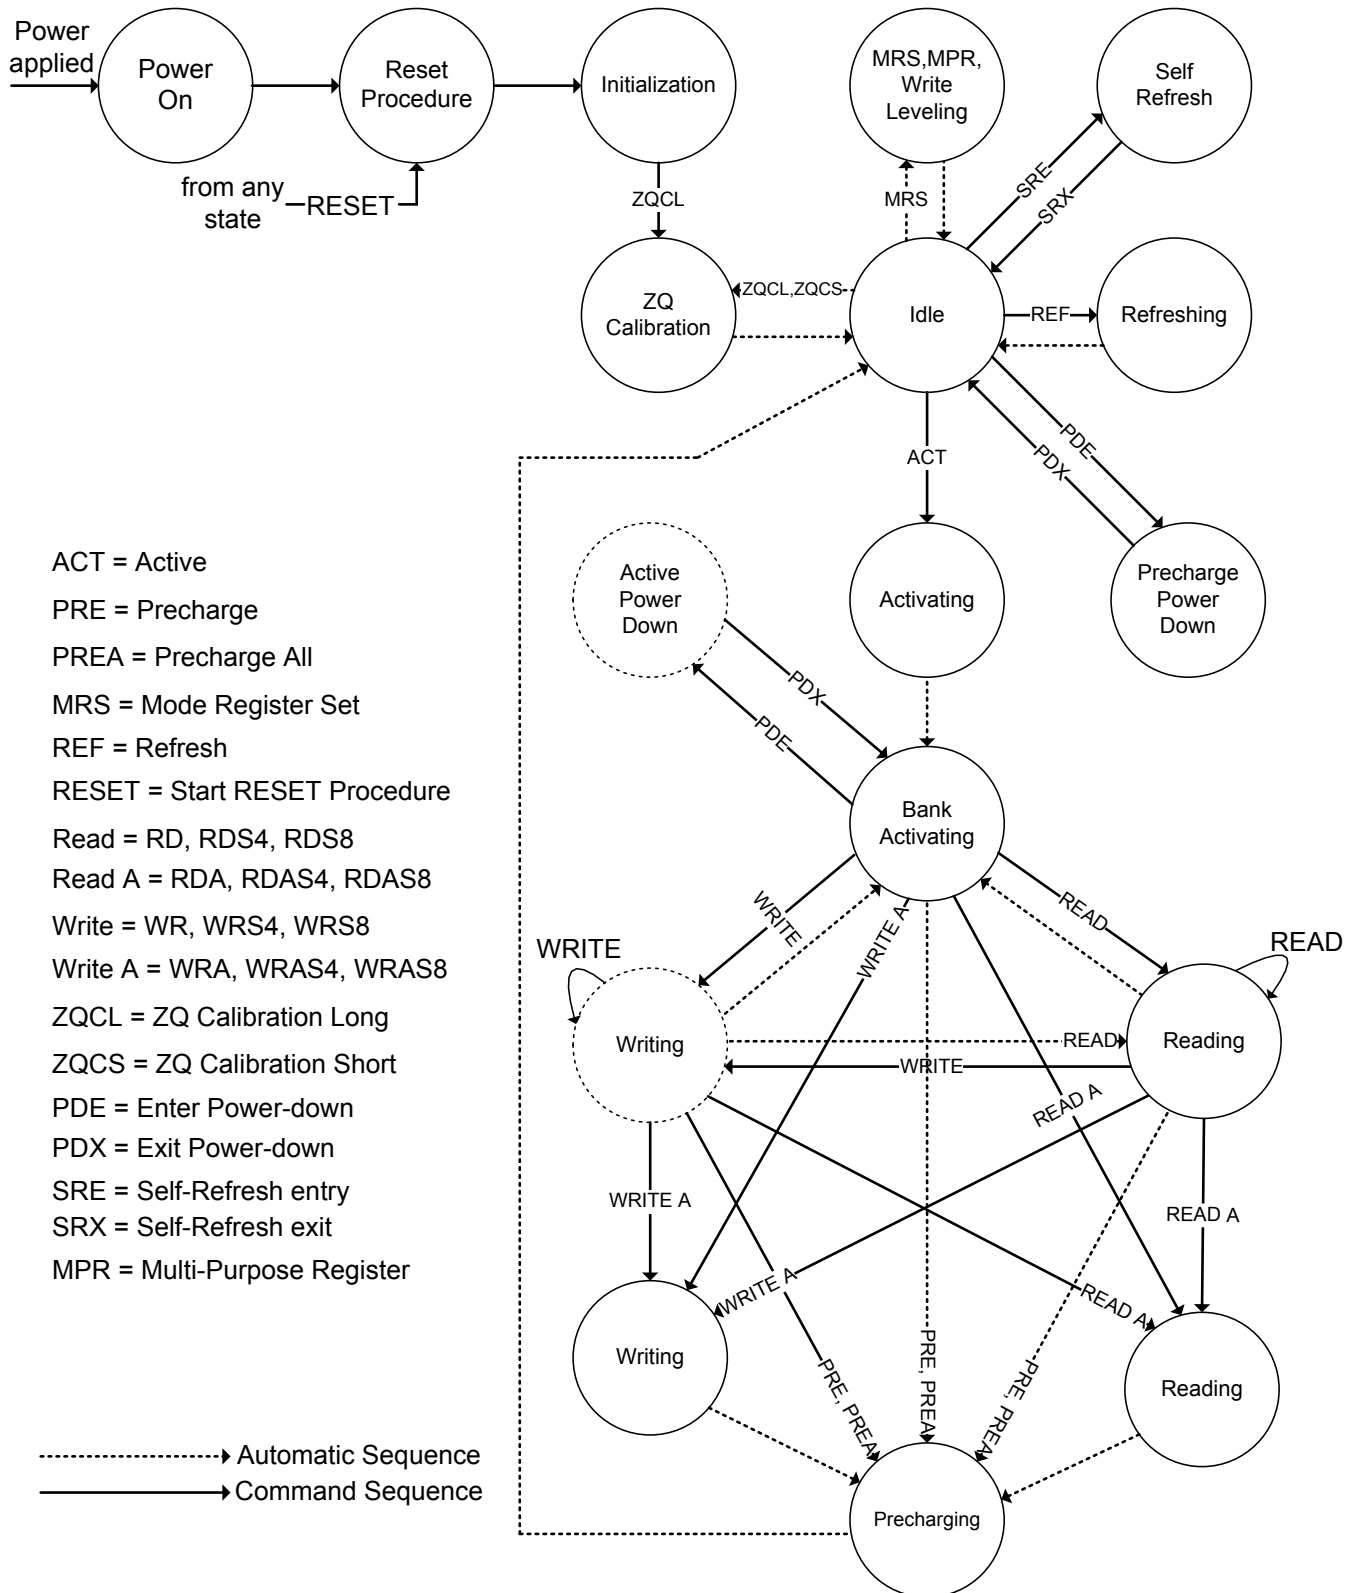 Power
applied
Power
On
Reset
Procedure
Initialization
MRS,MPR,
Write
Leveling
Self
Refresh
from any
state
RESET
ZQCL
MRS
SRE
SRX
ZQ
Calibration
ZQCL,ZQCS
Idle
REF
Refreshing
ACT
PDE
PDX
Active
Power
Down
Activating
Precharge
Power
Down
PDX
PDE
Bank
Activating
WRITE
WRITE
WRITE A
READ
READ
Writing
READ
Reading
WRITE
READ A
WRITE A
READ A
WRITE A
READ A
Writing
PRE, PREA
PRE, PREA
PRE, PREA
Reading
Precharging
ACT = Active
PRE = Precharge
PREA = Precharge All
MRS = Mode Register Set
REF = Refresh
RESET = Start RESET Procedure
Read = RD, RDS4, RDS8
Read A = RDA, RDAS4, RDAS8
Write = WR, WRS4, WRS8
Write A = WRA, WRAS4, WRAS8
ZQCL = ZQ Calibration Long
ZQCS = ZQ Calibration Short
PDE = Enter Power-down
PDX = Exit Power-down
SRE = Self-Refresh entry
SRX = Self-Refresh exit
MPR = Multi-Purpose Register
Automatic Sequence
Command Sequence